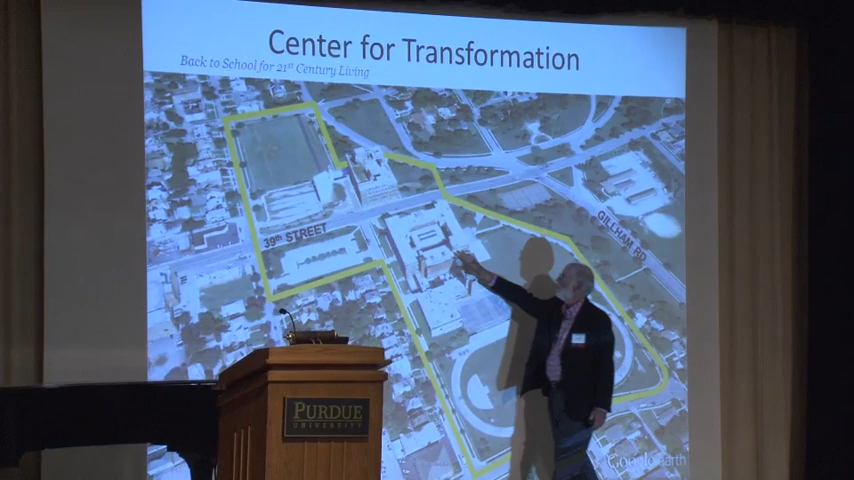 Center for Transformation
Back to School for 21st Century Living
39th STREET
GILLHAM RD
PURDUE
UNIVERSITY
Google earth